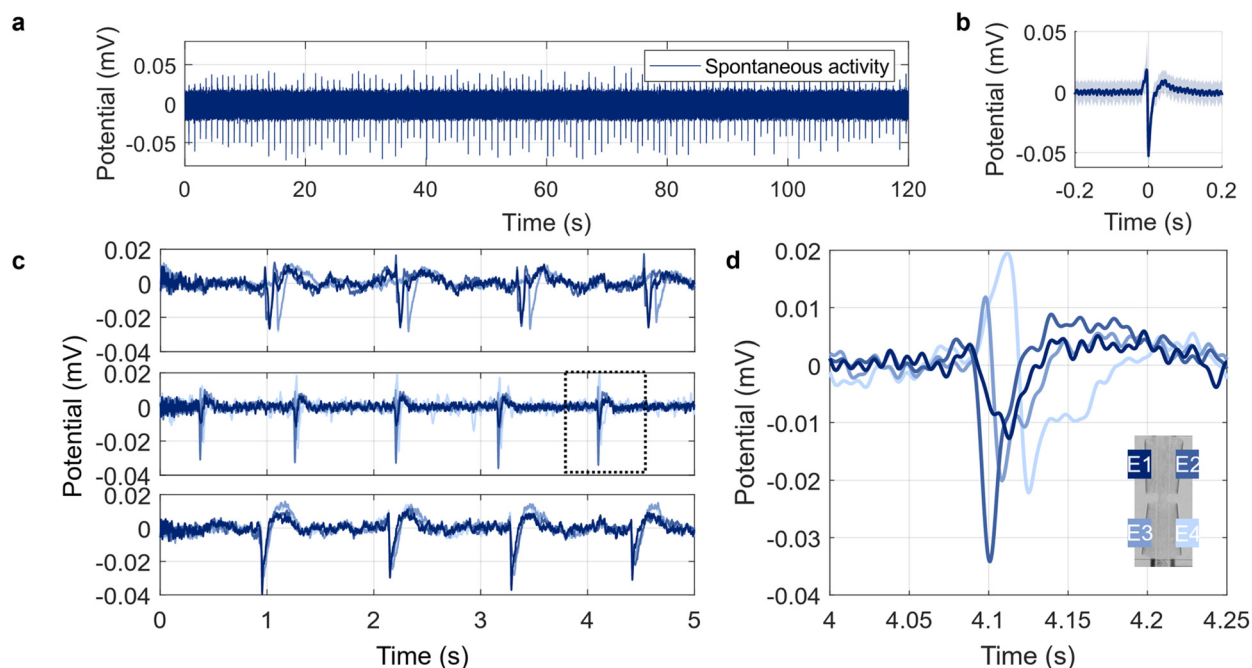 a
Potential (mV)
0.05
0
-0.05
Spontaneous activity
0 20 40 60 80 100 120
Time (s)
b
Potential (mV)
0.05
0
-0.05
-0.2 0 0.2
Time (s)
c
Potential (mV)
0.02
0
-0.02
-0.04
0.02
0
-0.02
-0.04
0.02
0
-0.02
-0.04
0 1 2 3 4 5
Time (s)
d
Potential (mV)
0.02
0.01
0
-0.01
-0.02
-0.03
-0.04
E1 E2
E3 E4
4 4.05 4.1 4.15 4.2 4.25
Time (s)